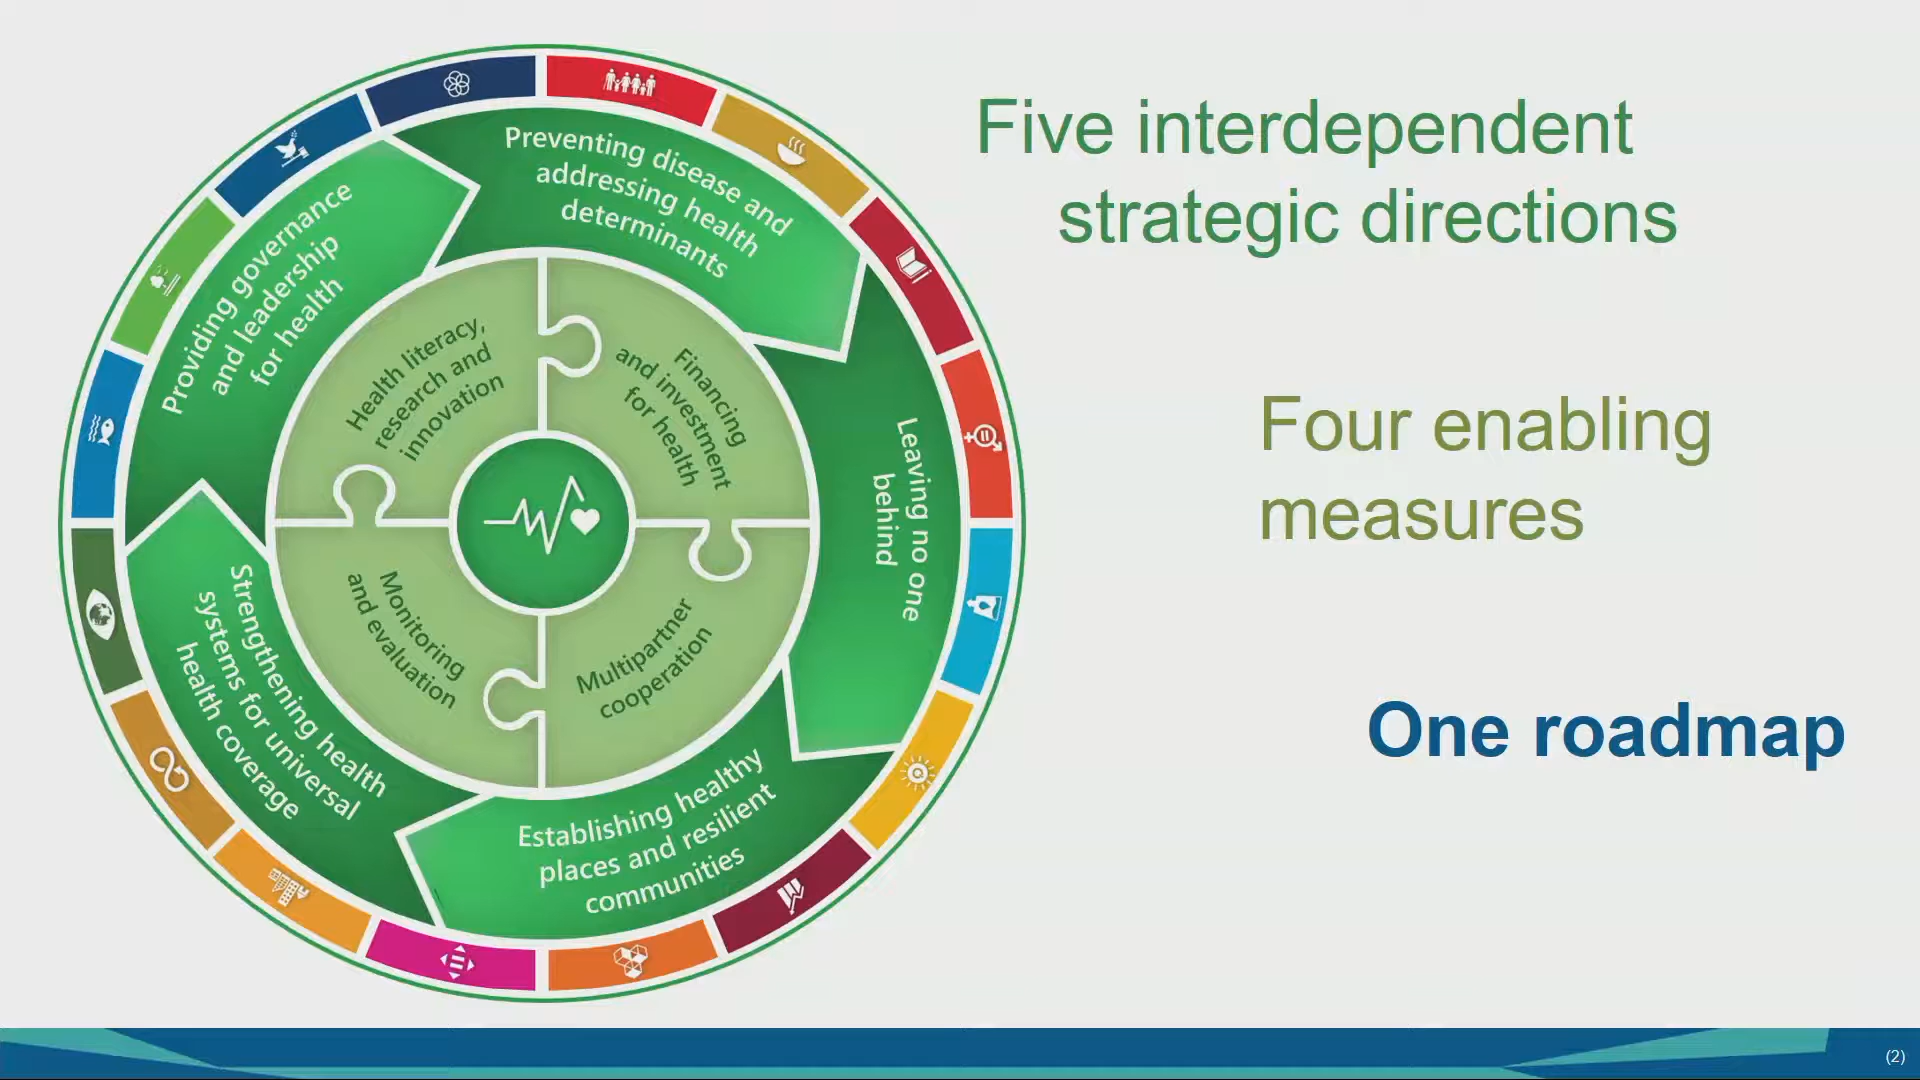 Five interdependent
strategic directions
Four enabling
measures
One roadmap
Preventing disease and
addressing health
determinants
Leaving no one
behind
Establishing healthy
places and resilient
communities
Strengthening health
systems for universal
health coverage
Providing governance
and leadership
for health
Health literacy,
research and
innovation
Financing
and investment
for health
Multipartner
cooperation
Monitoring
and evaluation
(2)